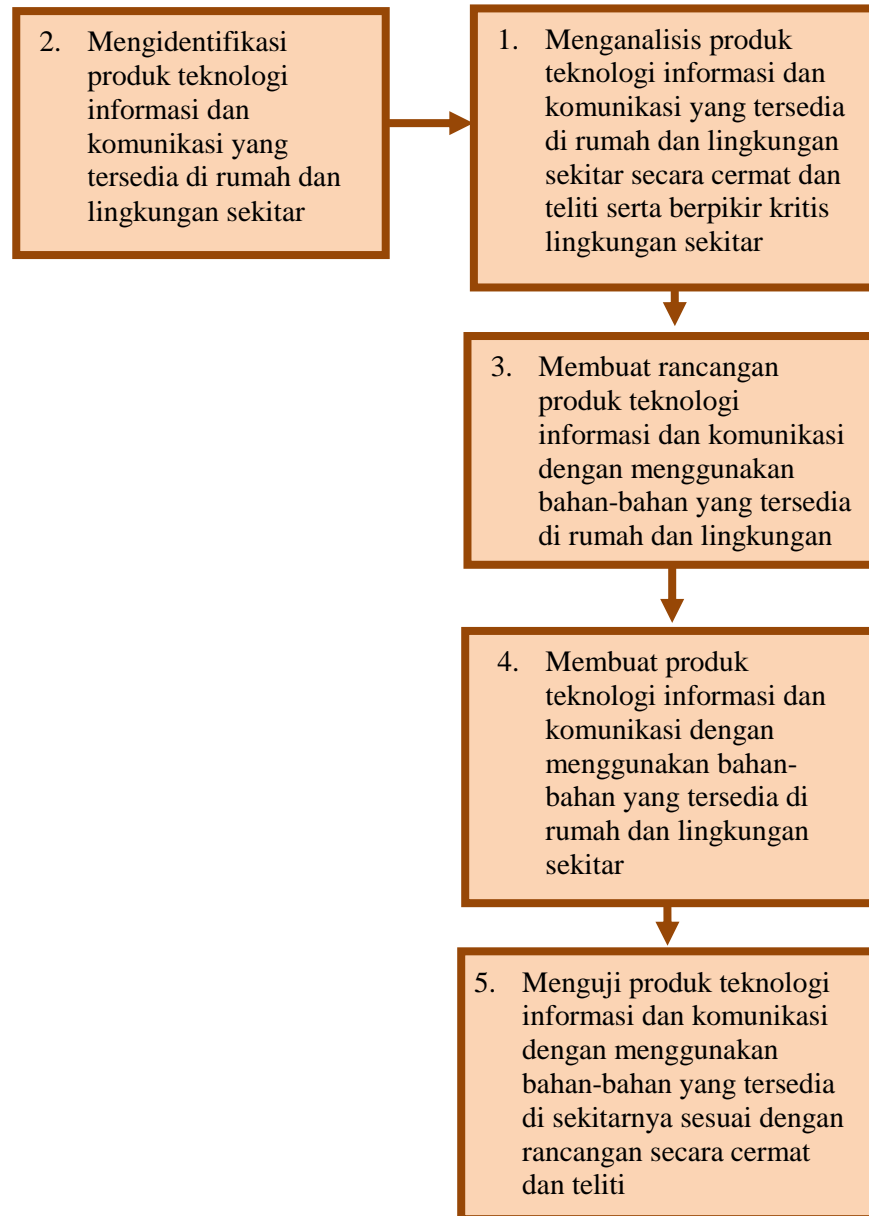 2. Mengidentifikasi
produk teknologi
informasi dan
komunikasi yang
tersedia di rumah dan
lingkungan sekitar
1. Menganalisis produk
teknologi informasi dan
komunikasi yang tersedia
di rumah dan lingkungan
sekitar secara cermat dan
teliti serta berpikir kritis
lingkungan sekitar
3. Membuat rancangan
produk teknologi
informasi dan komunikasi
dengan menggunakan
bahan-bahan yang tersedia
di rumah dan lingkungan
4. Membuat produk
teknologi informasi dan
komunikasi dengan
menggunakan bahan-
bahan yang tersedia di
rumah dan lingkungan
sekitar
5. Menguji produk teknologi
informasi dan komunikasi
dengan menggunakan
bahan-bahan yang tersedia
di sekitarnya sesuai dengan
rancangan secara cermat
dan teliti